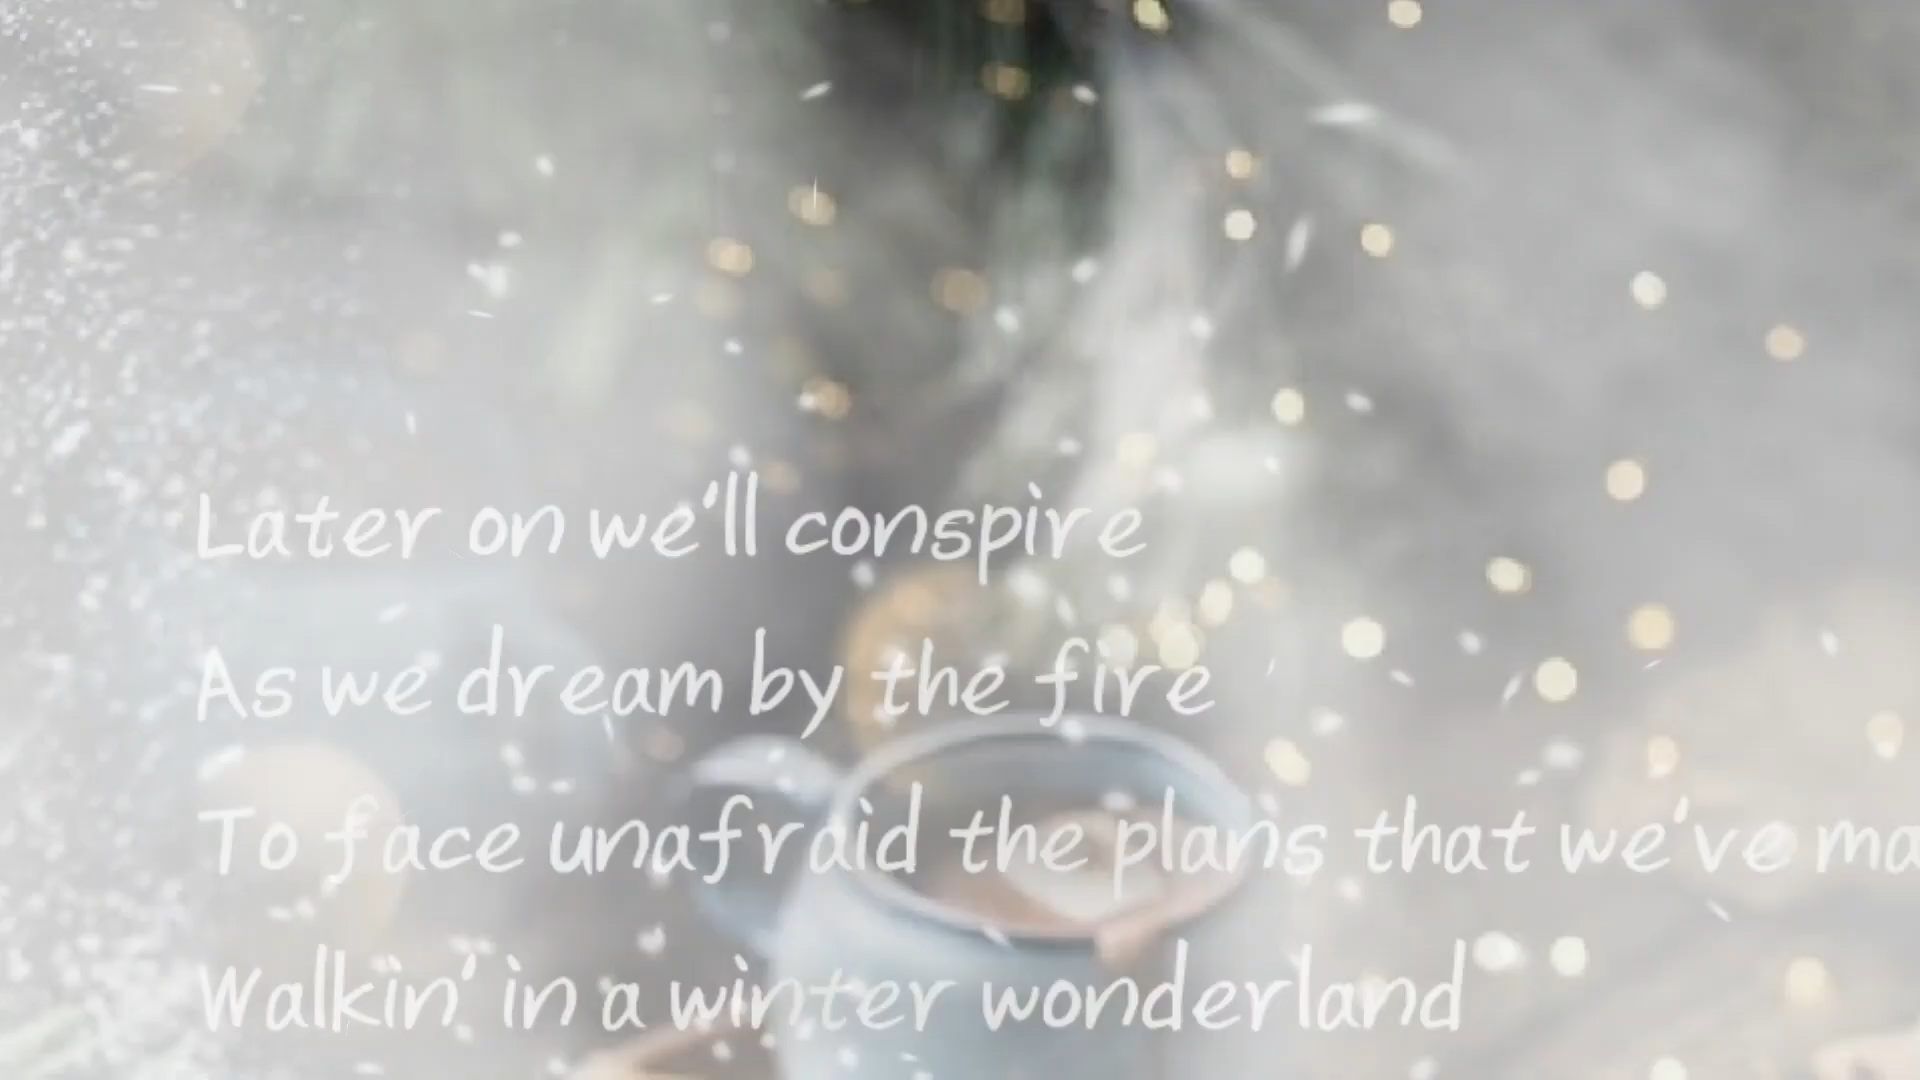 Later on we'll conspire
As we dream by the fire
To face unafraid the plans that we've ma
Walkin' in a winter wonderland